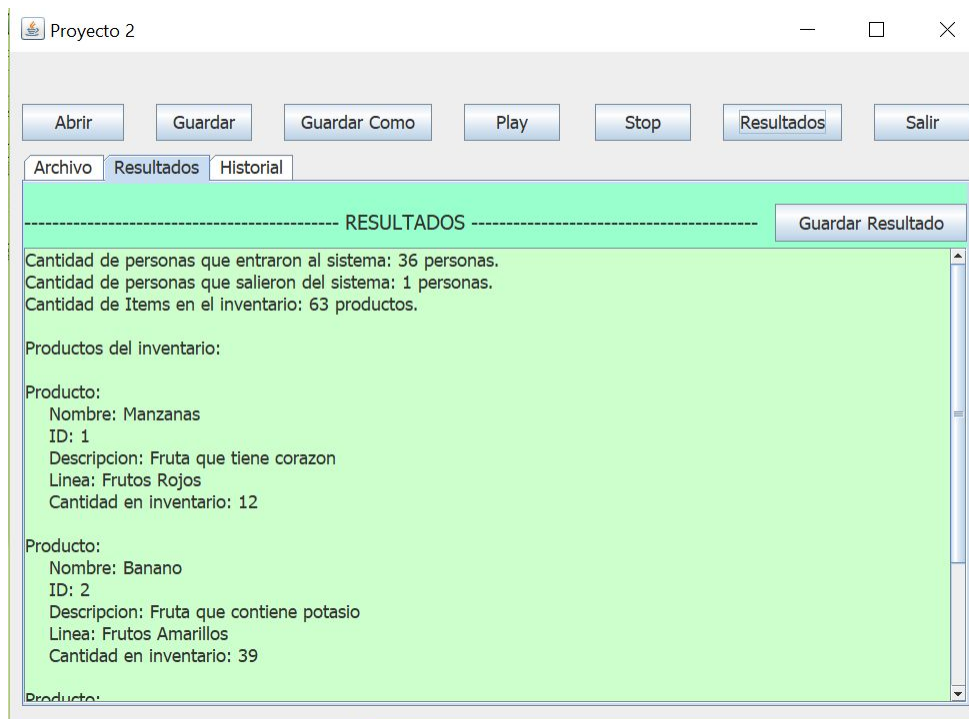 Proyecto 2
Abrir Guardar Guardar Como Play Stop Resultados Salir
Archivo Resultados Historial
---------------------------------------- RESULTADOS ------------------------------------- Guardar Resultado
Cantidad de personas que entraron al sistema: 36 personas.
Cantidad de personas que salieron del sistema: 1 personas.
Cantidad de Items en el inventario: 63 productos.
Productos del inventario:
Producto:
Nombre: Manzanas
ID: 1
Descripcion: Fruta que tiene corazon
Linea: Frutos Rojos
Cantidad en inventario: 12
Producto:
Nombre: Banano
ID: 2
Descripcion: Fruta que contiene potasio
Linea: Frutos Amarillos
Cantidad en inventario: 39
Producto: